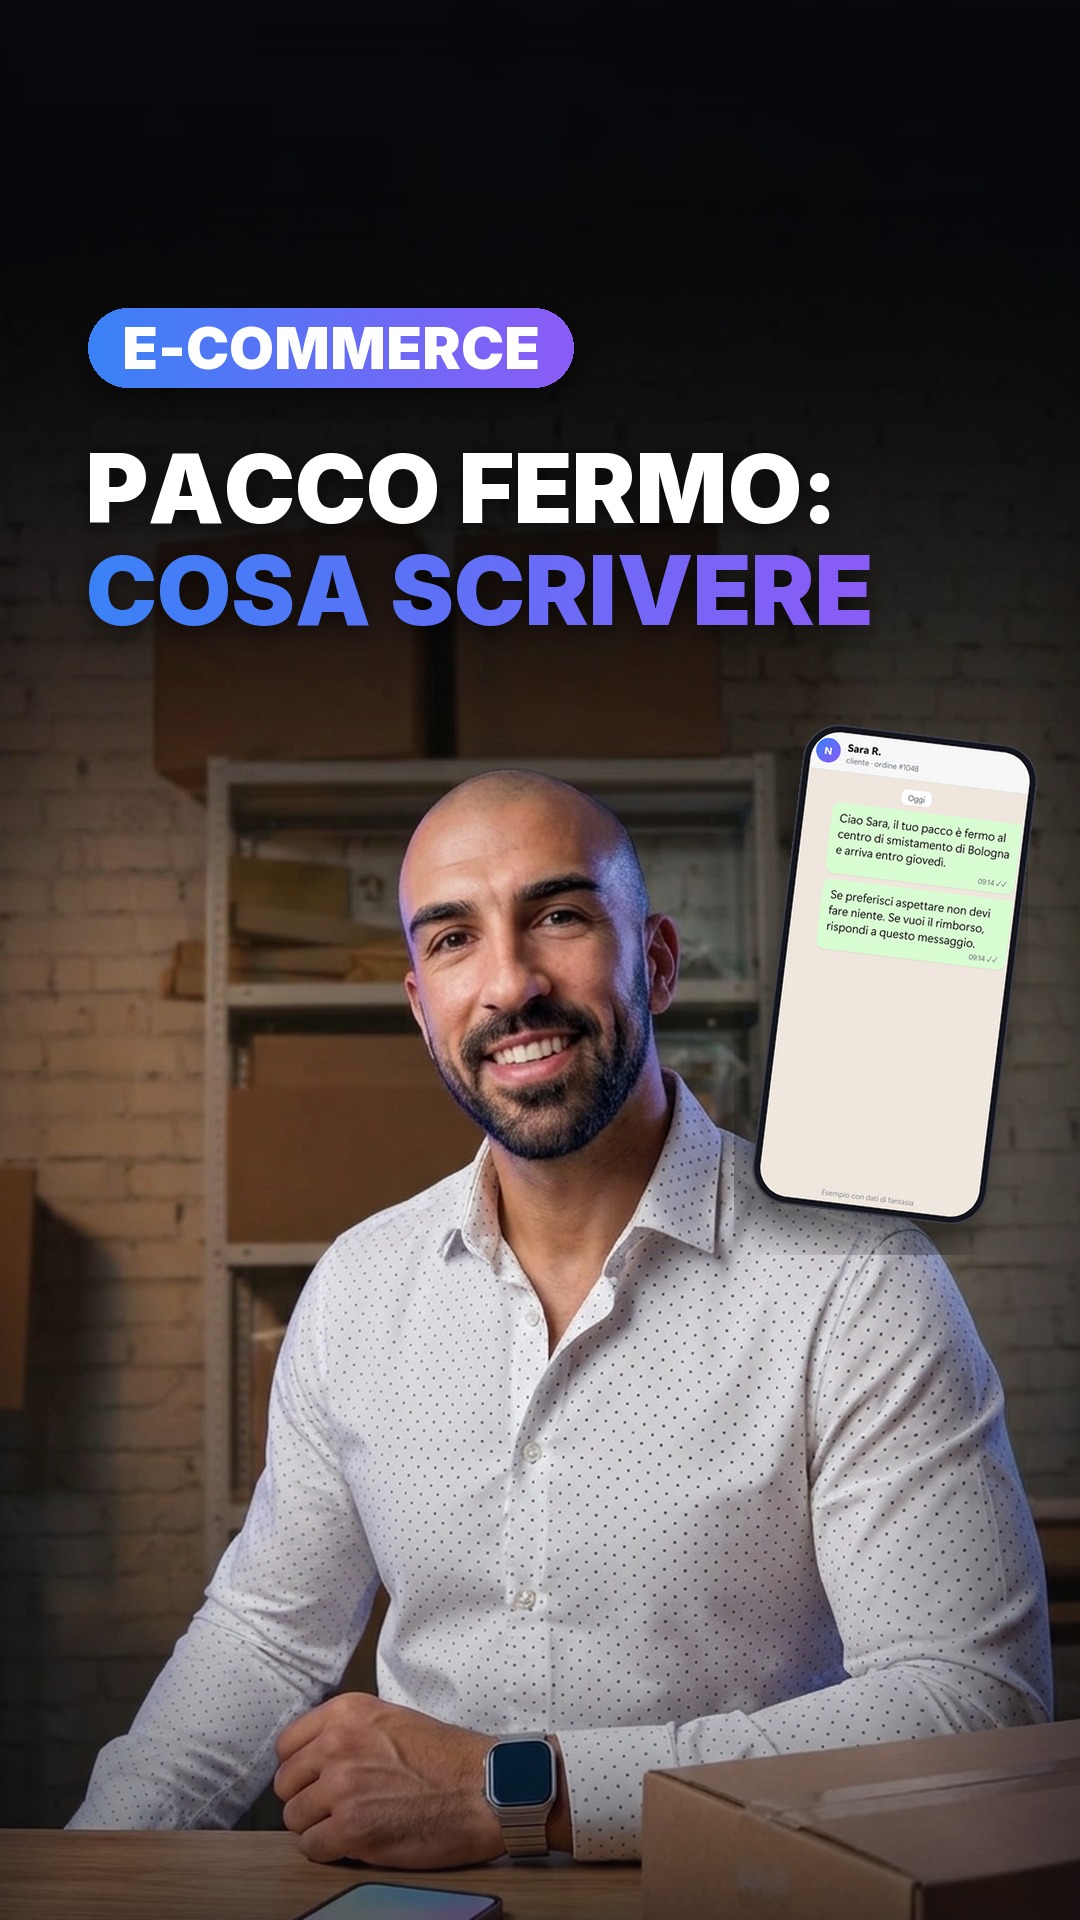 E-COMMERCE
PACCO FERMO:
COSA SCRIVERE
N
Sara R.
cliente · ordine #1048
Oggi
Ciao Sara, il tuo pacco è fermo al
centro di smistamento di Bologna
e arriva entro giovedì.
09:14 ✓✓
Se preferisci aspettare non devi
fare niente. Se vuoi il rimborso,
rispondi a questo messaggio.
09:14 ✓✓
Esempio con dati di fantasia